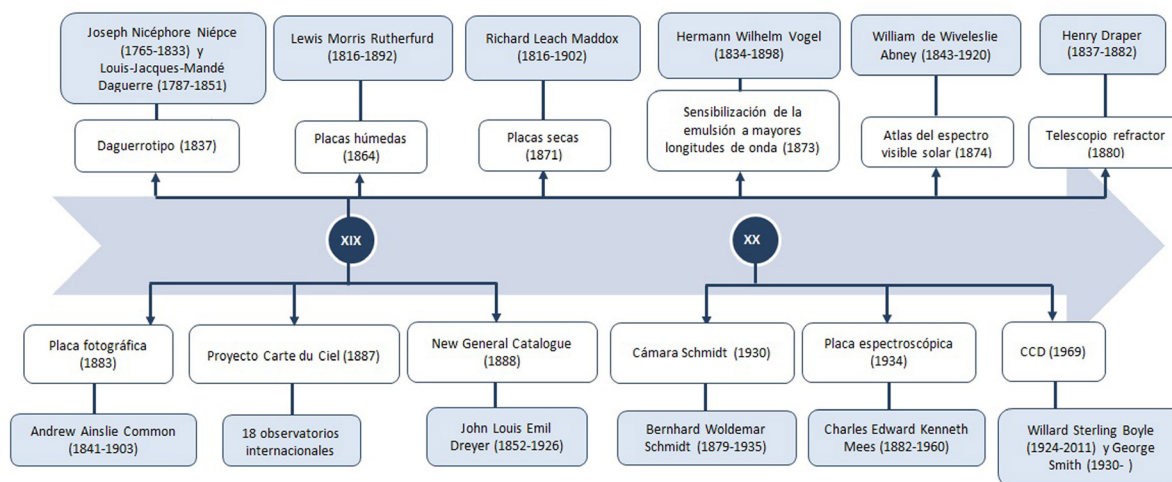 Joseph Nicéphore Niépce
(1765-1833) y
Louis-Jacques-Mandé
Daguerre (1787-1851)
Lewis Morris Rutherfurd
(1816-1892)
Richard Leach Maddox
(1816-1902)
Hermann Wilhelm Vogel
(1834-1898)
William de Wiveleslie
Abney (1843-1920)
Henry Draper
(1837-1882)
Daguerrotipo (1837)
Placas húmedas
(1864)
Placas secas
(1871)
Sensibilización de la
emulsión a mayores
longitudes de onda (1873)
Atlas del espectro
visible solar (1874)
Telescopio refractor
(1880)
XIX
XX
Placa fotográfica
(1883)
Proyecto Carte du Ciel (1887)
New General Catalogue
(1888)
Cámara Schmidt (1930)
Placa espectroscópica
(1934)
CCD (1969)
Andrew Ainslie Common
(1841-1903)
18 observatorios
internacionales
John Louis Emil
Dreyer (1852-1926)
Bernhard Woldemar
Schmidt (1879-1935)
Charles Edward Kenneth
Mees (1882-1960)
Willard Sterling Boyle
(1924-2011) y George
Smith (1930- )